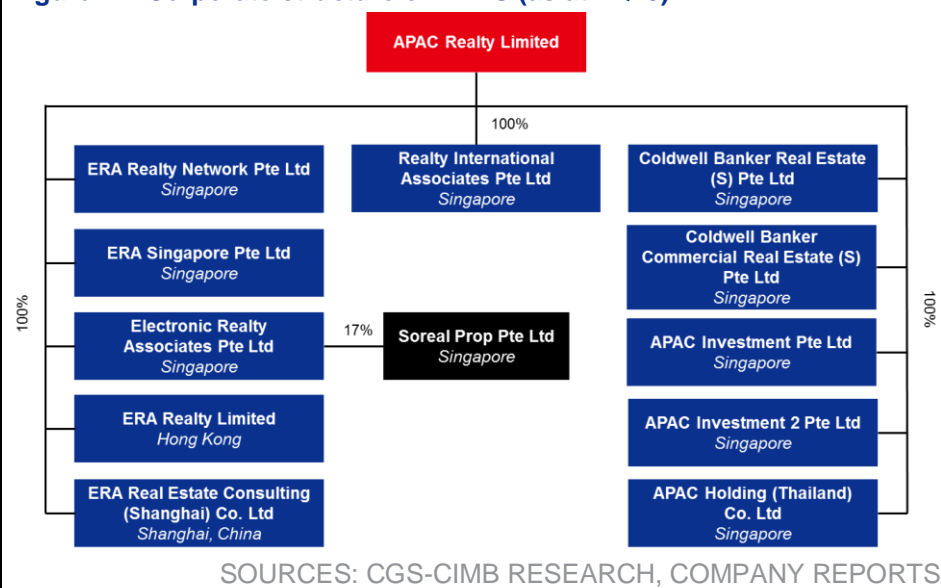 APAC Realty Limited
100%
ERA Realty Network Pte Ltd
Singapore
Realty International
Associates Pte Ltd
Singapore
Coldwell Banker Real Estate
(S) Pte Ltd
Singapore
ERA Singapore Pte Ltd
Singapore
Coldwell Banker
Commercial Real Estate (S)
Pte Ltd
Singapore
100%
100%
Electronic Realty
Associates Pte Ltd
Singapore
17%
Soreal Prop Pte Ltd
Singapore
APAC Investment Pte Ltd
Singapore
ERA Realty Limited
Hong Kong
APAC Investment 2 Pte Ltd
Singapore
ERA Real Estate Consulting
(Shanghai) Co. Ltd
Shanghai, China
APAC Holding (Thailand)
Co. Ltd
Singapore
SOURCES: CGS-CIMB RESEARCH, COMPANY REPORTS